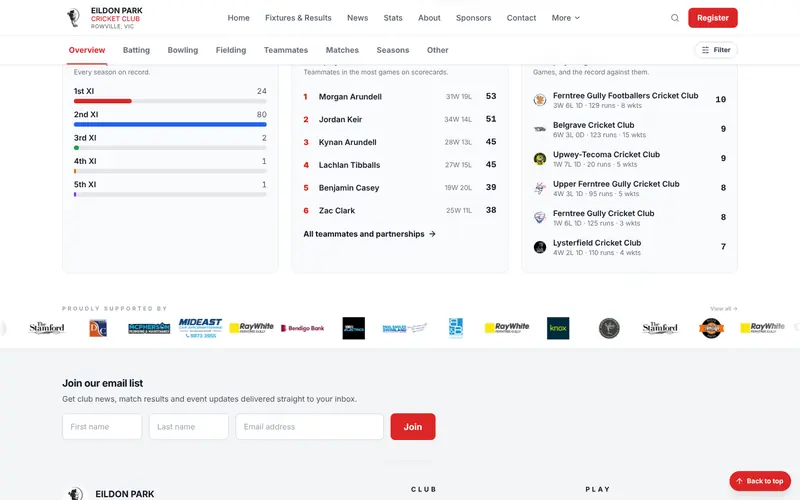 EILDON PARK
CRICKET CLUB
ROWVILLE, VIC
Home
Fixtures & Results
News
Stats
About
Sponsors
Contact
More
Register
Overview
Batting
Bowling
Fielding
Teammates
Matches
Seasons
Other
Filter
Every season on record.
1st XI 24
2nd XI 80
3rd XI 2
4th XI 1
5th XI 1
Teammates in the most games on scorecards.
1 Morgan Arundell 31W 19L 53
2 Jordan Keir 34W 14L 51
3 Kynan Arundell 28W 13L 45
4 Lachlan Tibballs 27W 15L 45
5 Benjamin Casey 19W 20L 39
6 Zac Clark 25W 11L 38
All teammates and partnerships →
Games, and the record against them.
Ferntree Gully Footballers Cricket Club 10
3W 6L 1D · 129 runs · 8 wkts
Belgrave Cricket Club 9
6W 3L 0D · 123 runs · 15 wkts
Upwey-Tecoma Cricket Club 9
1W 7L 1D · 20 runs · 2 wkts
Upper Ferntree Gully Cricket Club 8
4W 3L 1D · 95 runs · 5 wkts
Ferntree Gully Cricket Club 8
1W 6L 1D · 125 runs · 3 wkts
Lysterfield Cricket Club 7
4W 2L 1D · 110 runs · 4 wkts
PROUDLY SUPPORTED BY
View all →
The Stamford
MCPHERSON
MIDEAST
9873 3955
RayWhite
Bendigo Bank
RayWhite
knox
The Stamford
RayWhite
Join our email list
Get club news, match results and event updates delivered straight to your inbox.
First name
Last name
Email address
Join
EILDON PARK
CLUB
PLAY
↑ Back to top